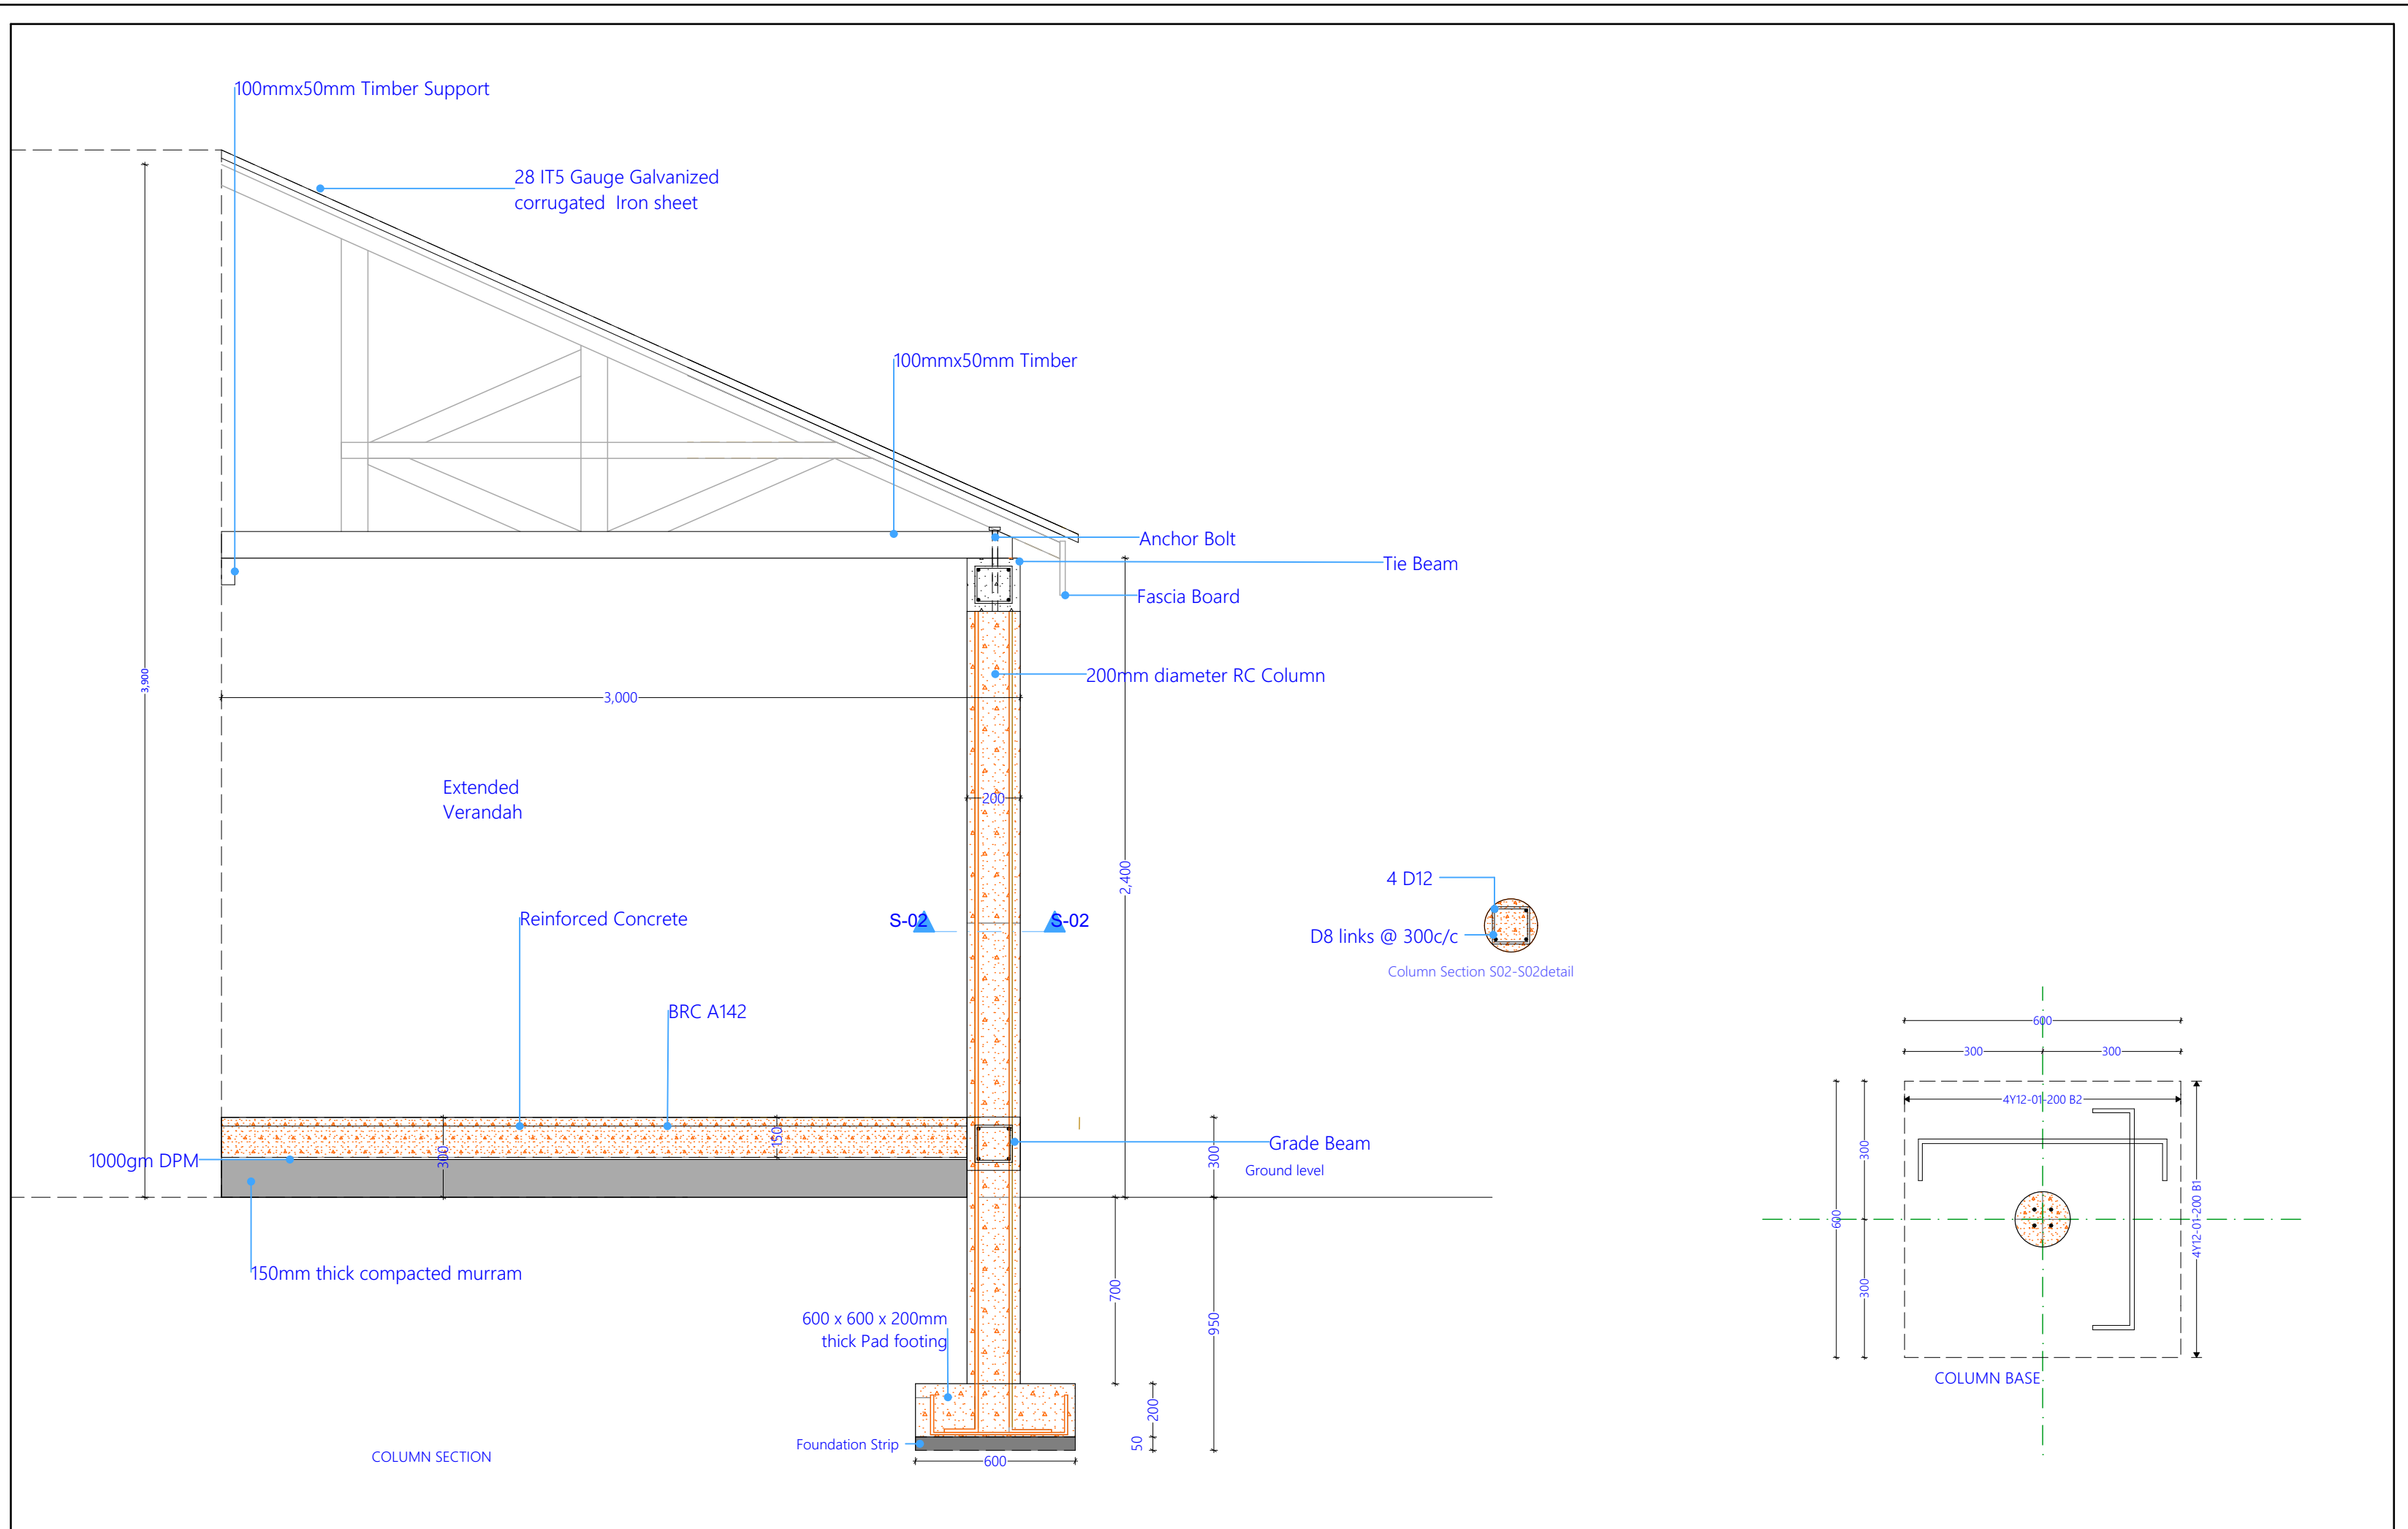 100mmx50mm Timber Support
28 IT5 Gauge Galvanized
corrugated Iron sheet
100mmx50mm Timber
Anchor Bolt
Tie Beam
Fascia Board
3,900
200mm diameter RC Column
3,000
Extended
Verandah
200
2,400
4 D12
S-02
S-02
Reinforced Concrete
D8 links @ 300c/c
Column Section S02-S02detail
BRC A142
600
300
300
4Y12-01-200 B2
150
300
1000gm DPM
Grade Beam
300
Ground level
300
600
4Y12-01-200 B1
150mm thick compacted murram
700
300
600 x 600 x 200mm
thick Pad footing
950
COLUMN BASE
200
Foundation Strip
50
COLUMN SECTION
600